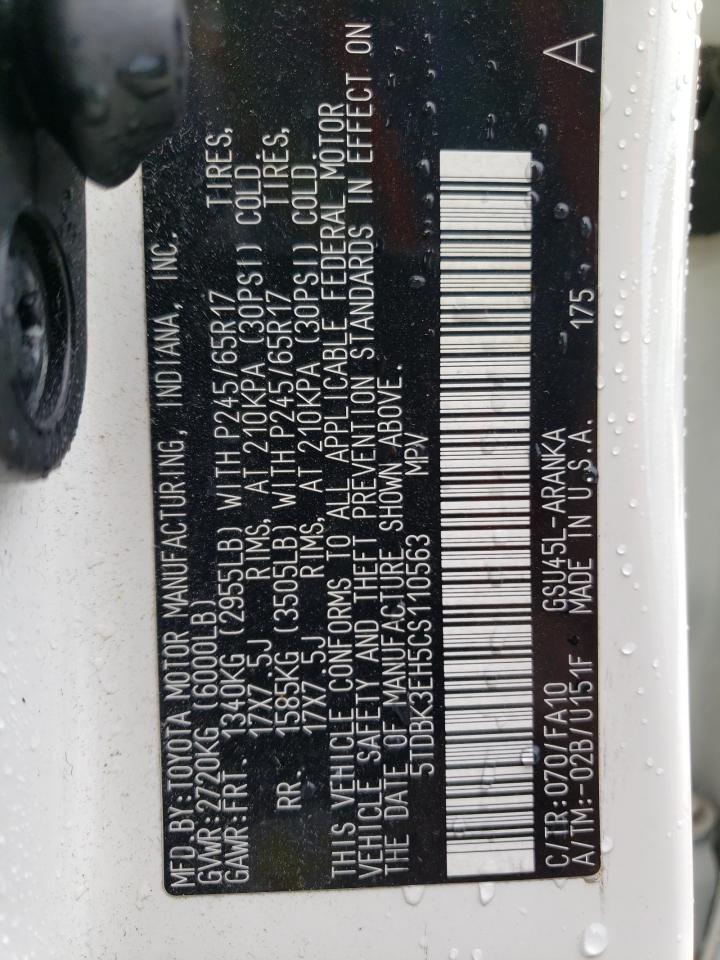 MFD.BY:TOYOTA MOTOR MANUFACTURING, INDIANA, INC.
GVWR:2720KG (6000LB)
GAWR:FRT. 1340KG (2955LB) WITH P245/65R17 TIRES,
17X7.5J RIMS, AT 210KPA (30PSI) COLD.
RR. 1585KG (3505LB) WITH P245/65R17 TIRES,
17X7.5J RIMS, AT 210KPA (30PSI) COLD.
THIS VEHICLE CONFORMS TO ALL APPLICABLE FEDERAL MOTOR
VEHICLE SAFETY AND THEFT PREVENTION STANDARDS IN EFFECT ON
THE DATE OF MANUFACTURE SHOWN ABOVE.
5TDBK3EH5CS110563 MPV
C/TR:070/FA10 GSU45L-ARANKA
A/TM:-02B/U151F MADE IN U.S.A. 175 A